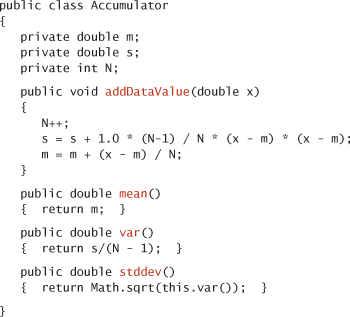 public class Accumulator
{
private double m;
private double s;
private int N;
public void addDataValue(double x)
{
N++;
s = s + 1.0 * (N-1) / N * (x - m) * (x - m);
m = m + (x - m) / N;
}
public double mean()
{ return m; }
public double var()
{ return s/(N - 1); }
public double stddev()
{ return Math.sqrt(this.var()); }
}